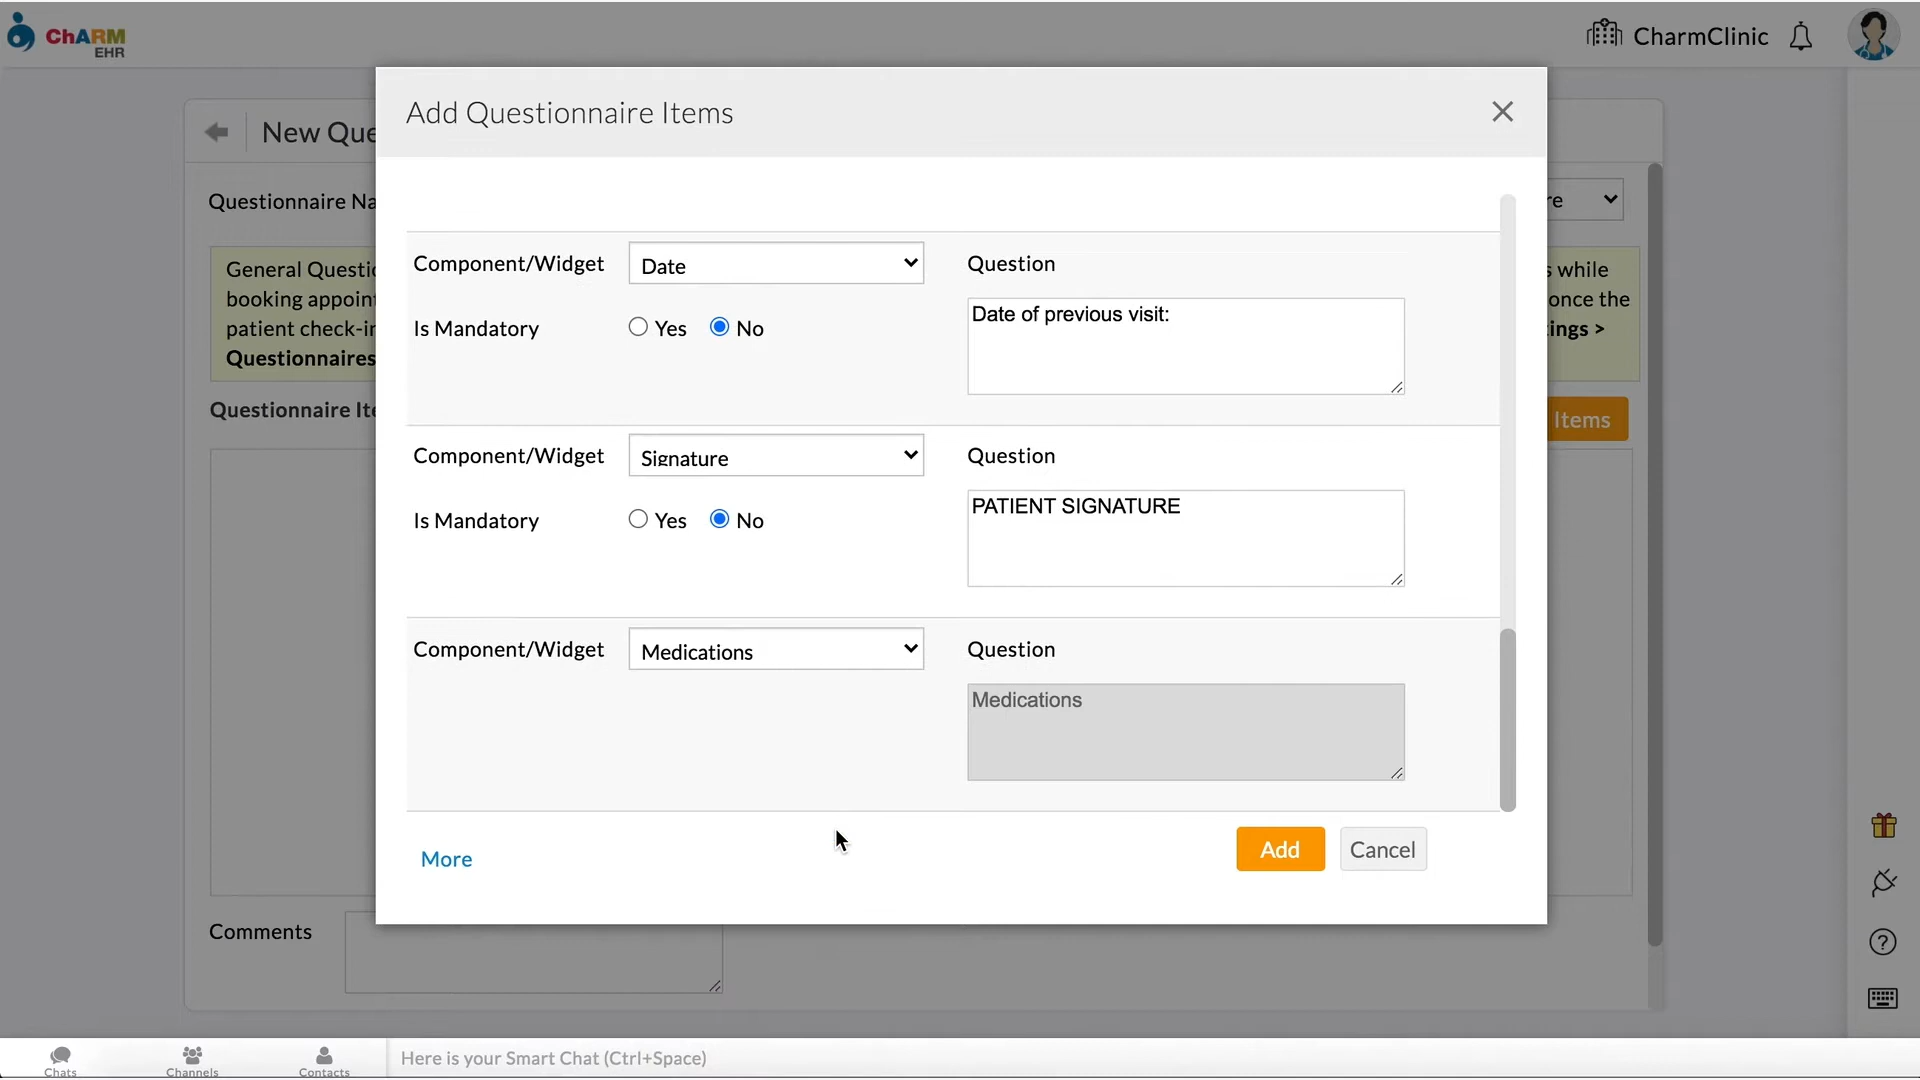 ChARM
EHR
CharmClinic
Add Questionnaire Items
New Que
Questionnaire Na
re
General Questi
s while
booking appoin
once the
patient check-i
ings >
Questionnaires
Questionnaire Ite
Items
Component/Widget
Date
Question
Is Mandatory
Yes
No
Date of previous visit:
Component/Widget
Signature
Question
Is Mandatory
Yes
No
PATIENT SIGNATURE
Component/Widget
Medications
Question
Medications
More
Add
Cancel
Comments
Chats
Channels
Contacts
Here is your Smart Chat (Ctrl+Space)